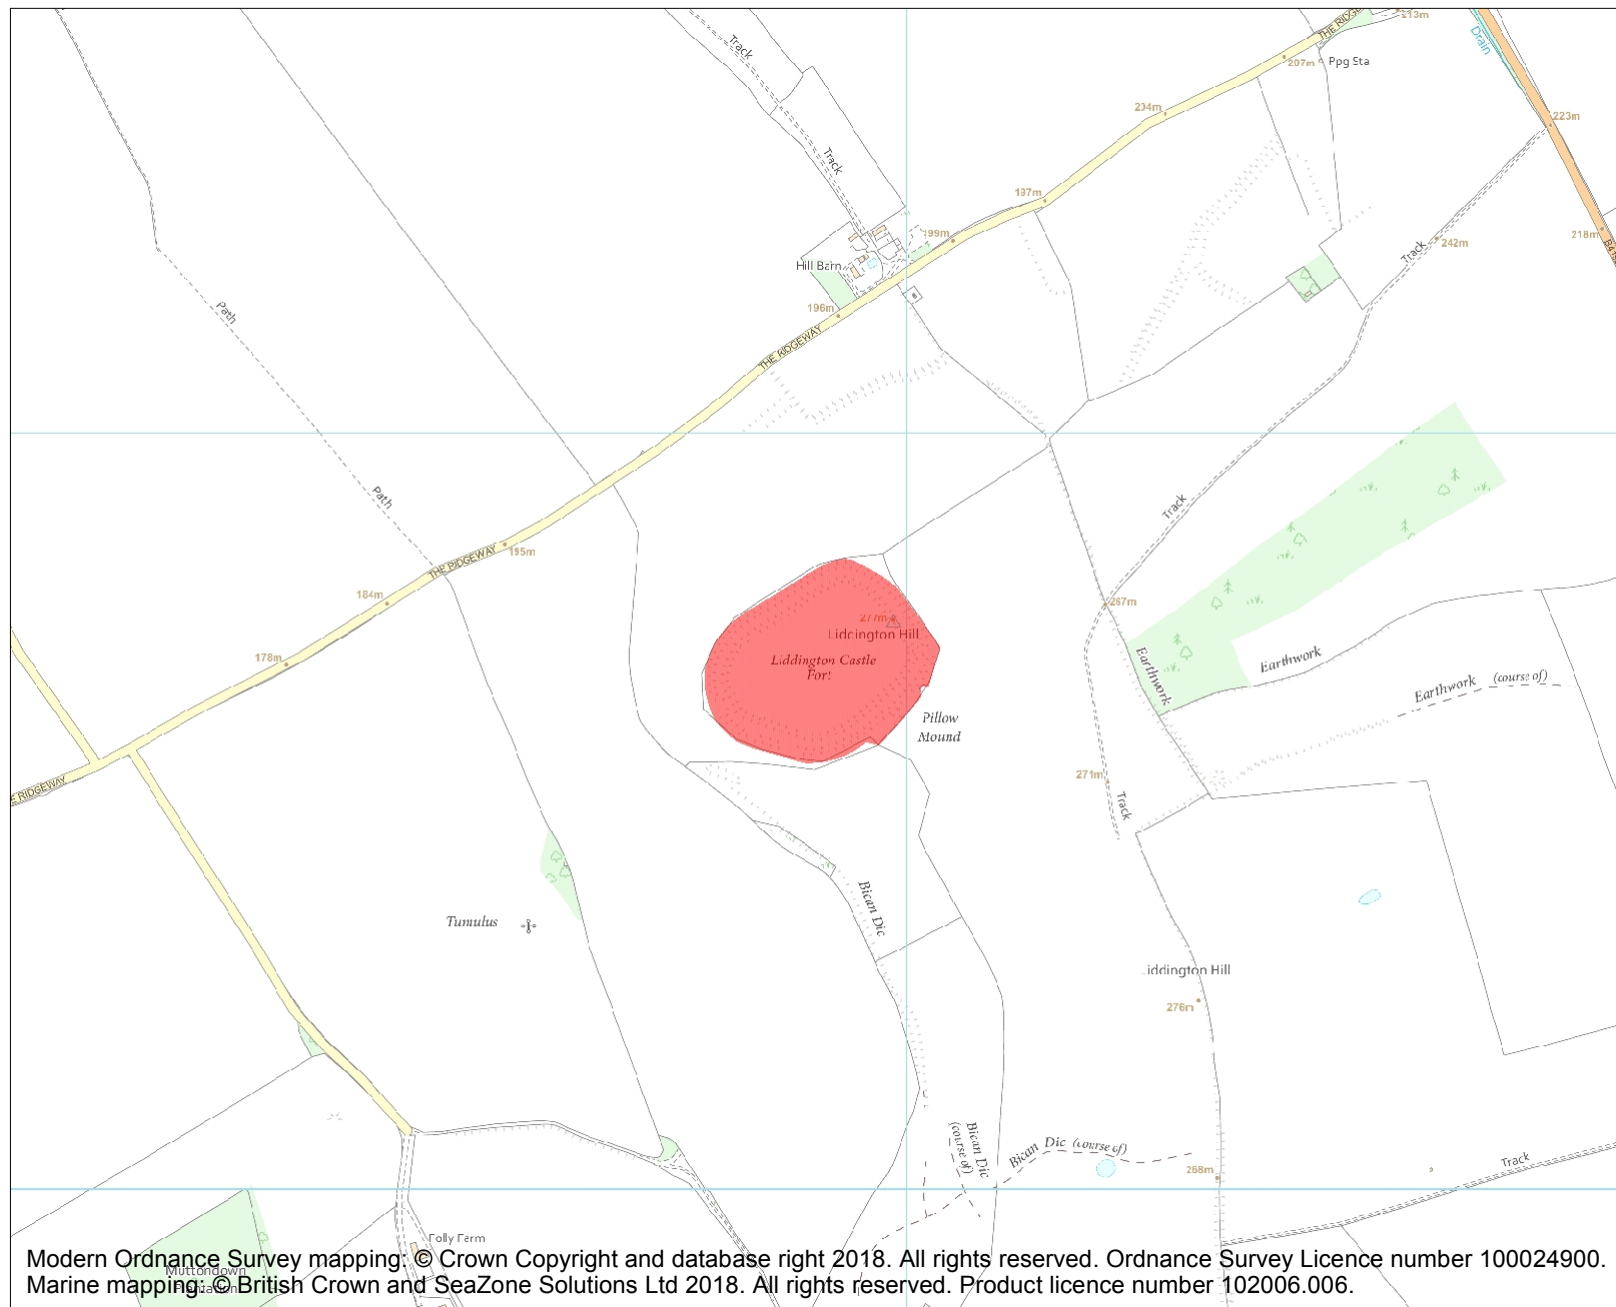 Track
THE RIDGE
213m
Drain
207m
Ppg Sta
204m
223m
Track
197m
199m
218m
242m
Track
Hill Barn
196m
THE RIDGEWAY
Path
Path
THE RIDGEWAY
195m
Track
184m
267m
277m
Liddington Hill
Liddington Castle
Fort
178m
Earthwork
Earthwork
Earthwork (course of)
Pillow
Mound
271m
Track
E RIDGEWAY
Bican Dic
Tumulus
iddington Hill
276m
Bican Dic
(course of)
Bican Dic (course of)
268m
Track
Folly Farm
Muttondown
Plantation
Modern Ordnance Survey mapping: © Crown Copyright and database right 2018. All rights reserved. Ordnance Survey Licence number 100024900.
Marine mapping: © British Crown and SeaZone Solutions Ltd 2018. All rights reserved. Product licence number 102006.006.